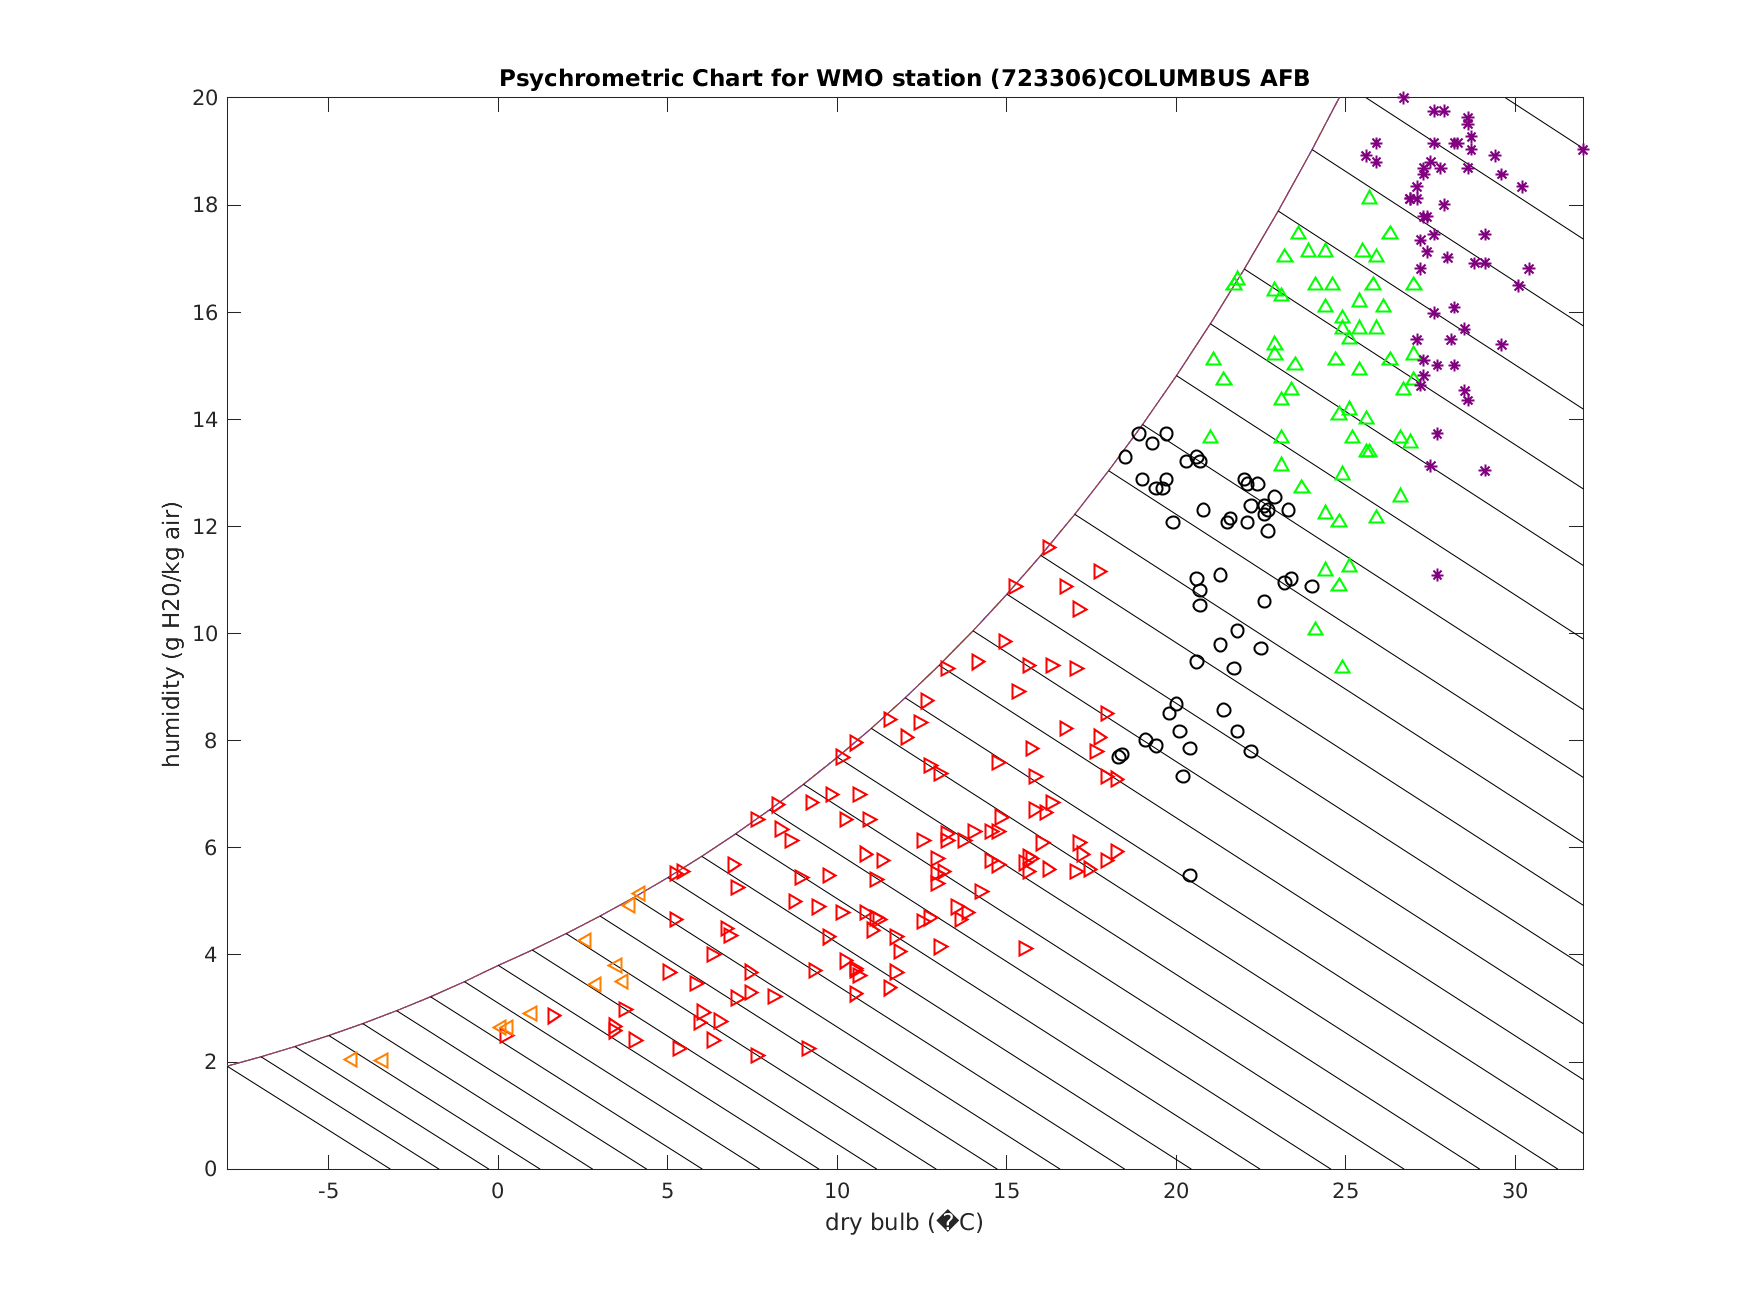 Psychrometric Chart for WMO station (723306)COLUMBUS AFB
20
18
16
14
12
10
8
6
4
2
0
humidity (g H20/kg air)
-5 0 5 10 15 20 25 30
dry bulb (�C)